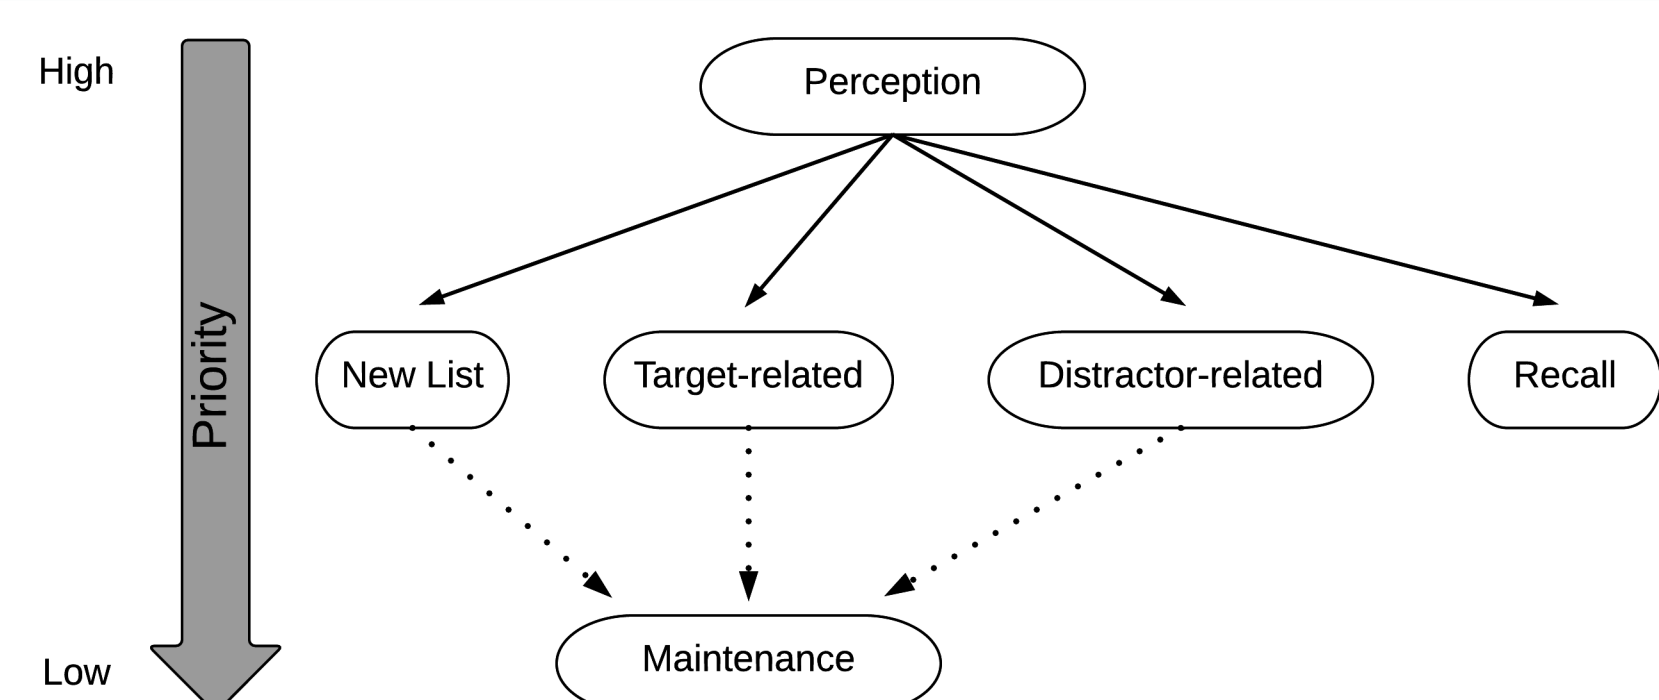 High
Perception
Priority
New List
Target-related
Distractor-related
Recall
Maintenance
Low